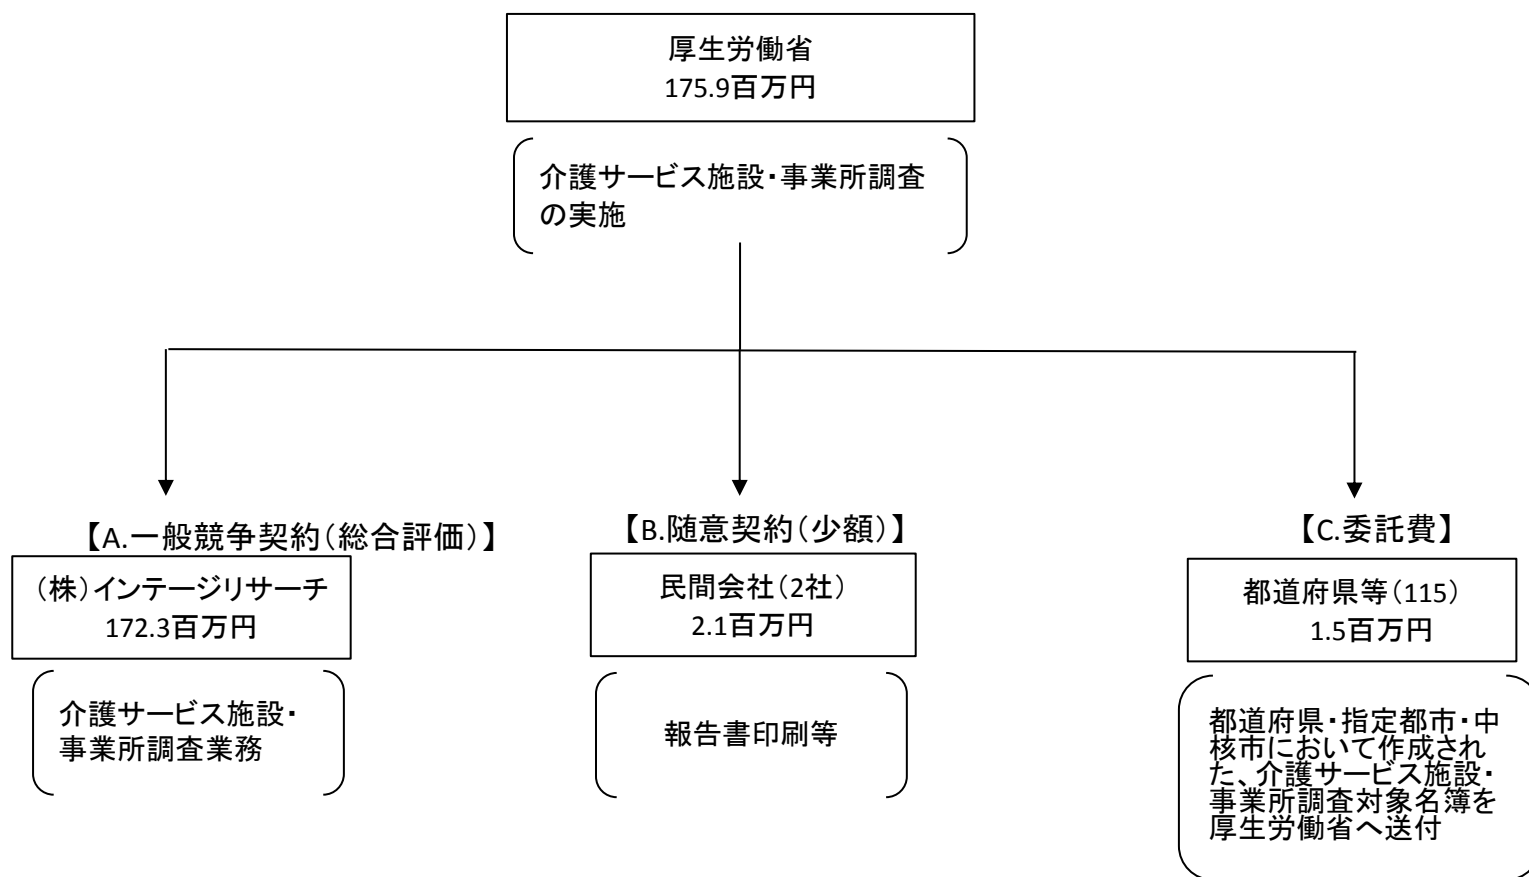 厚生労働省
175.9百万円
介護サービス施設・事業所調査
の実施
【A.一般競争契約(総合評価)】
(株)インテージリサーチ
172.3百万円
介護サービス施設・
事業所調査業務
【B.随意契約(少額)】
民間会社(2社)
2.1百万円
報告書印刷等
【C.委託費】
都道府県等(115)
1.5百万円
都道府県・指定都市・中
核市において作成され
た、介護サービス施設・
事業所調査対象名簿を
厚生労働省へ送付